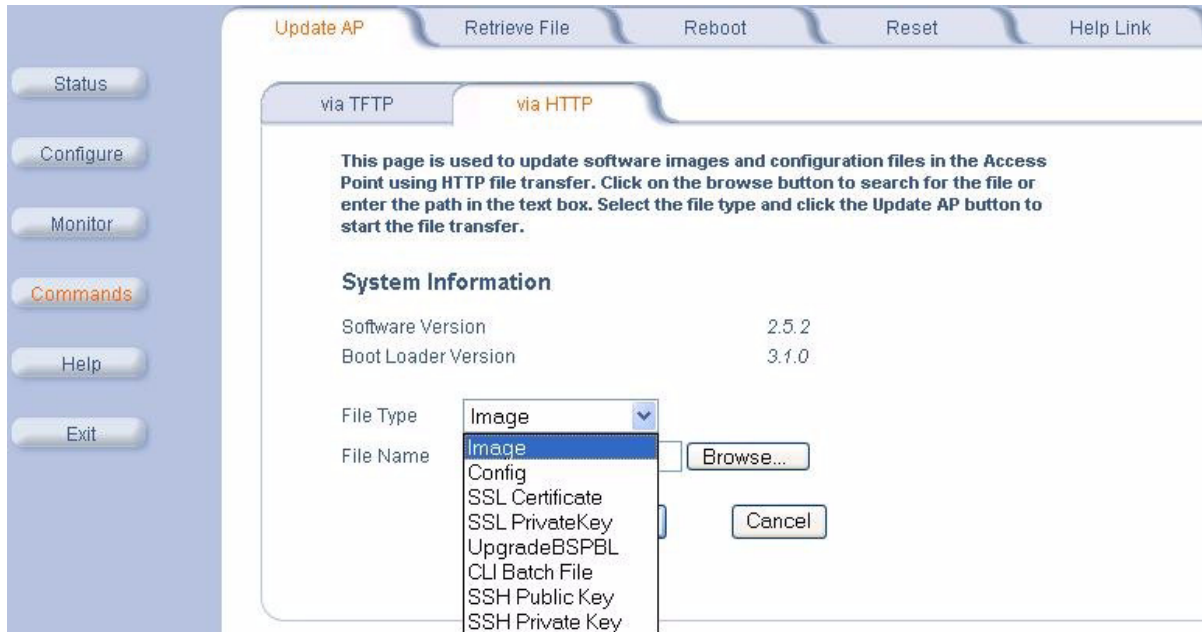 Update AP
Retrieve File
Reboot
Reset
Help Link
Status
Configure
Monitor
Commands
Help
Exit
via TFTP
via HTTP
This page is used to update software images and configuration files in the Access
Point using HTTP file transfer. Click on the browse button to search for the file or
enter the path in the text box. Select the file type and click the Update AP button to
start the file transfer.
System Information
Software Version 2.5.2
Boot Loader Version 3.1.0
File Type Image
File Name Browse...
Image
Config
SSL Certificate
SSL PrivateKey
UpgradeBSPBL
CLI Batch File
SSH Public Key
SSH Private Key
Cancel